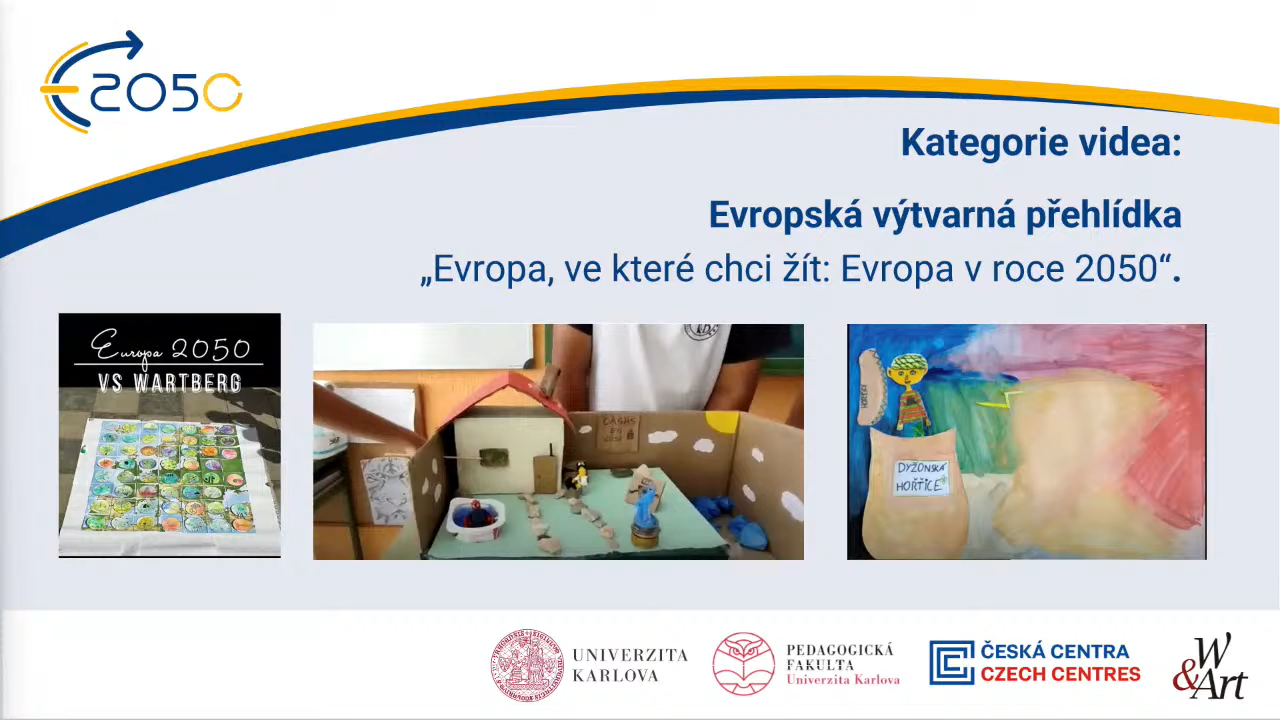 2050
Kategorie videa:
Evropská výtvarná přehlídka
„Evropa, ve které chci žít: Evropa v roce 2050“.
Europa 2050
VS WARTBERG
HOŘICE
DYŽONSKÁ
HOŘTICE
UNIVERZITA
KARLOVA
PEDAGOGICKÁ
FAKULTA
Univerzita Karlova
ČESKÁ CENTRA
CZECH CENTRES
W
&Art